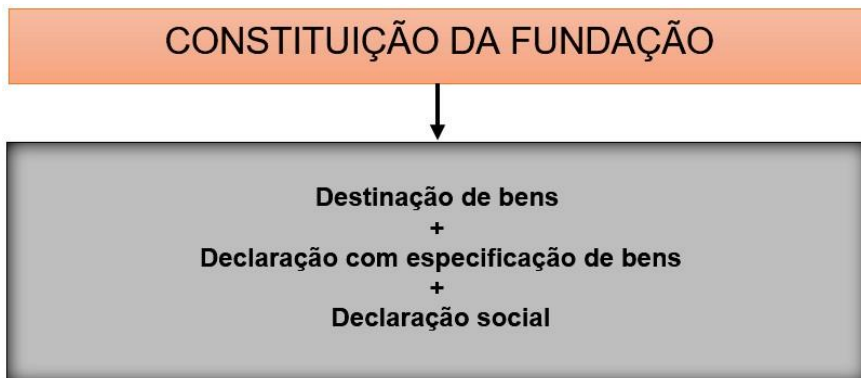 CONSTITUIÇÃO DA FUNDAÇÃO
Destinação de bens
+
Declaração com especificação de bens
+
Declaração social